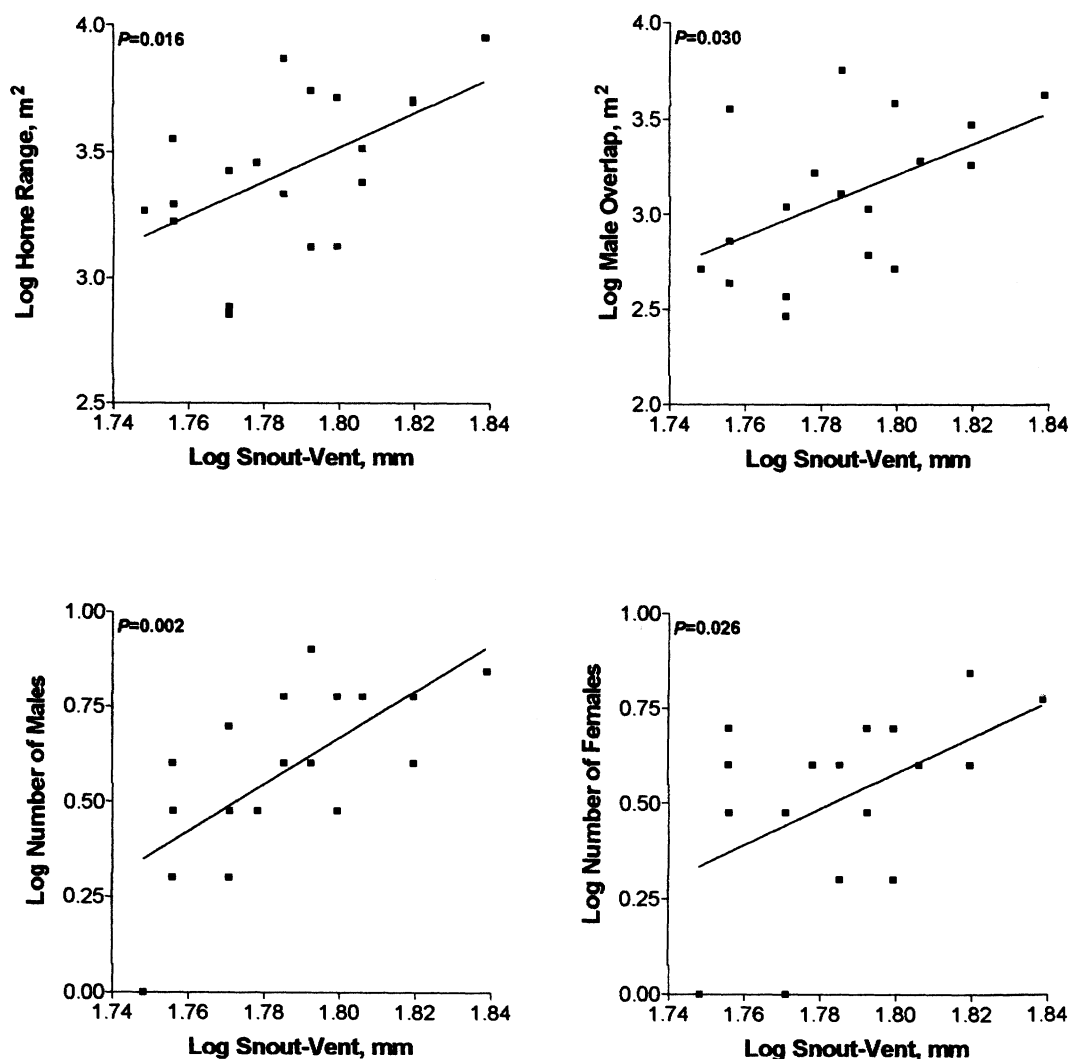 P=0.016
4.0
3.5
3.0
2.5
Log Home Range, m²
1.74 1.76 1.78 1.80 1.82 1.84
Log Snout-Vent, mm
P=0.030
4.0
3.5
3.0
2.5
2.0
Log Male Overlap, m²
1.74 1.76 1.78 1.80 1.82 1.84
Log Snout-Vent, mm
P=0.002
1.00
0.75
0.50
0.25
0.00
Log Number of Males
1.74 1.76 1.78 1.80 1.82 1.84
Log Snout-Vent, mm
P=0.026
1.00
0.75
0.50
0.25
0.00
Log Number of Females
1.74 1.76 1.78 1.80 1.82 1.84
Log Snout-Vent, mm